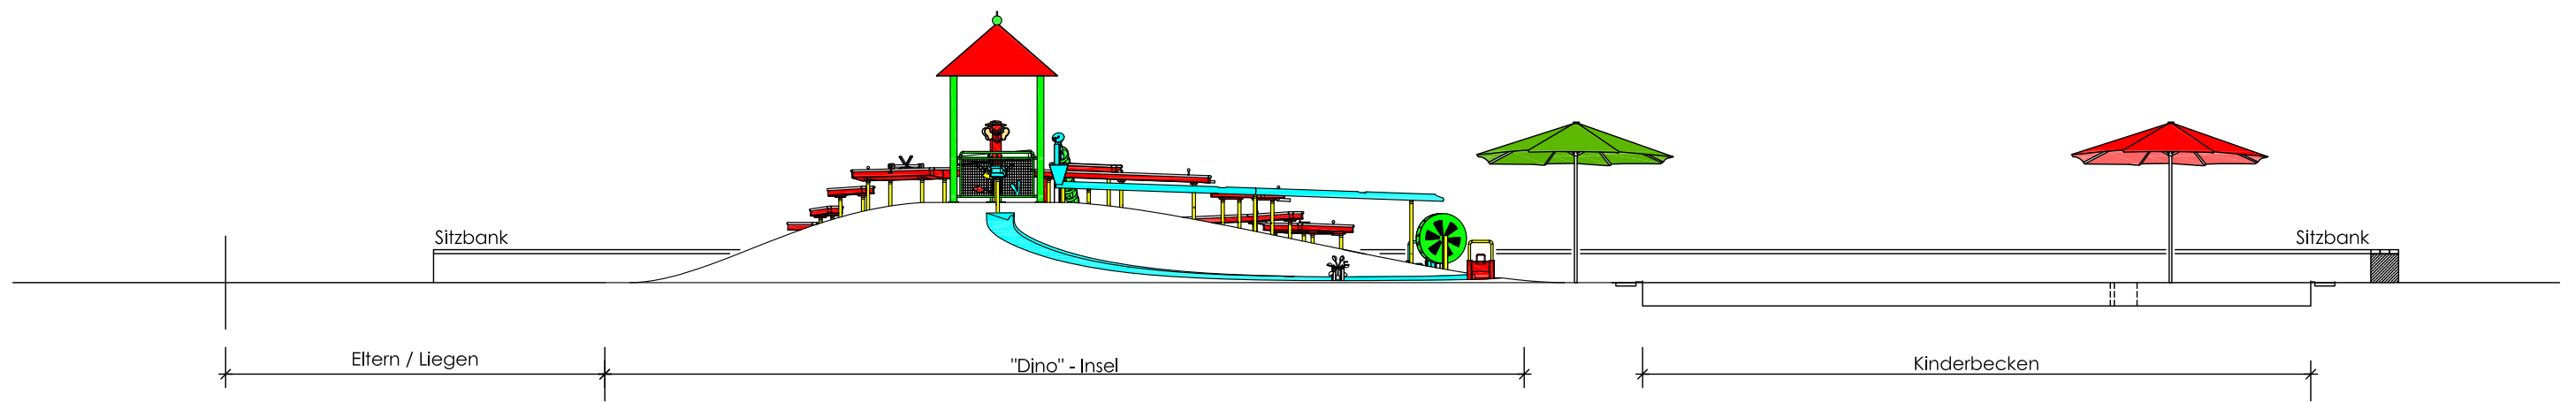 Sitzbank
Sitzbank
Eltern / Liegen
"Dino" - Insel
Kinderbecken